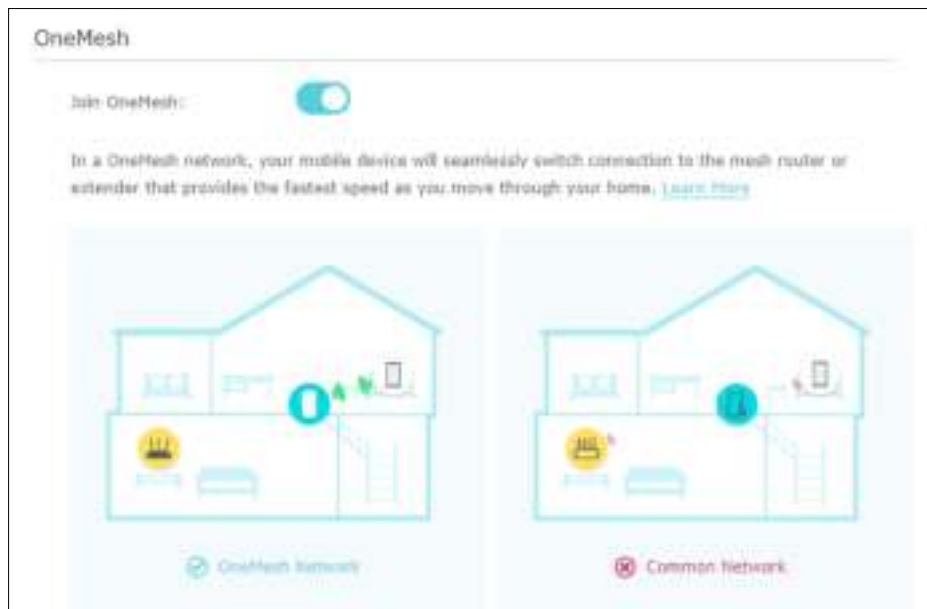 OneMesh
Join OneMesh:
In a OneMesh network, your mobile device will seamlessly switch connection to the mesh router or
extender that provides the fastest speed as you move through your home. Learn More
OneMesh Network
Common Network